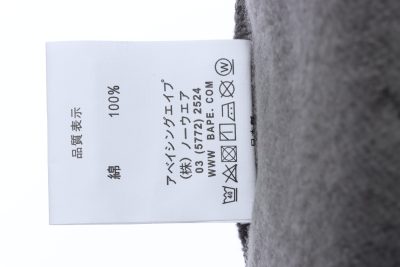 品質表示
綿 100%
アベイシングエイプ
(株) ノーウエア
03 (5772) 2524
WWW BAPE. COM